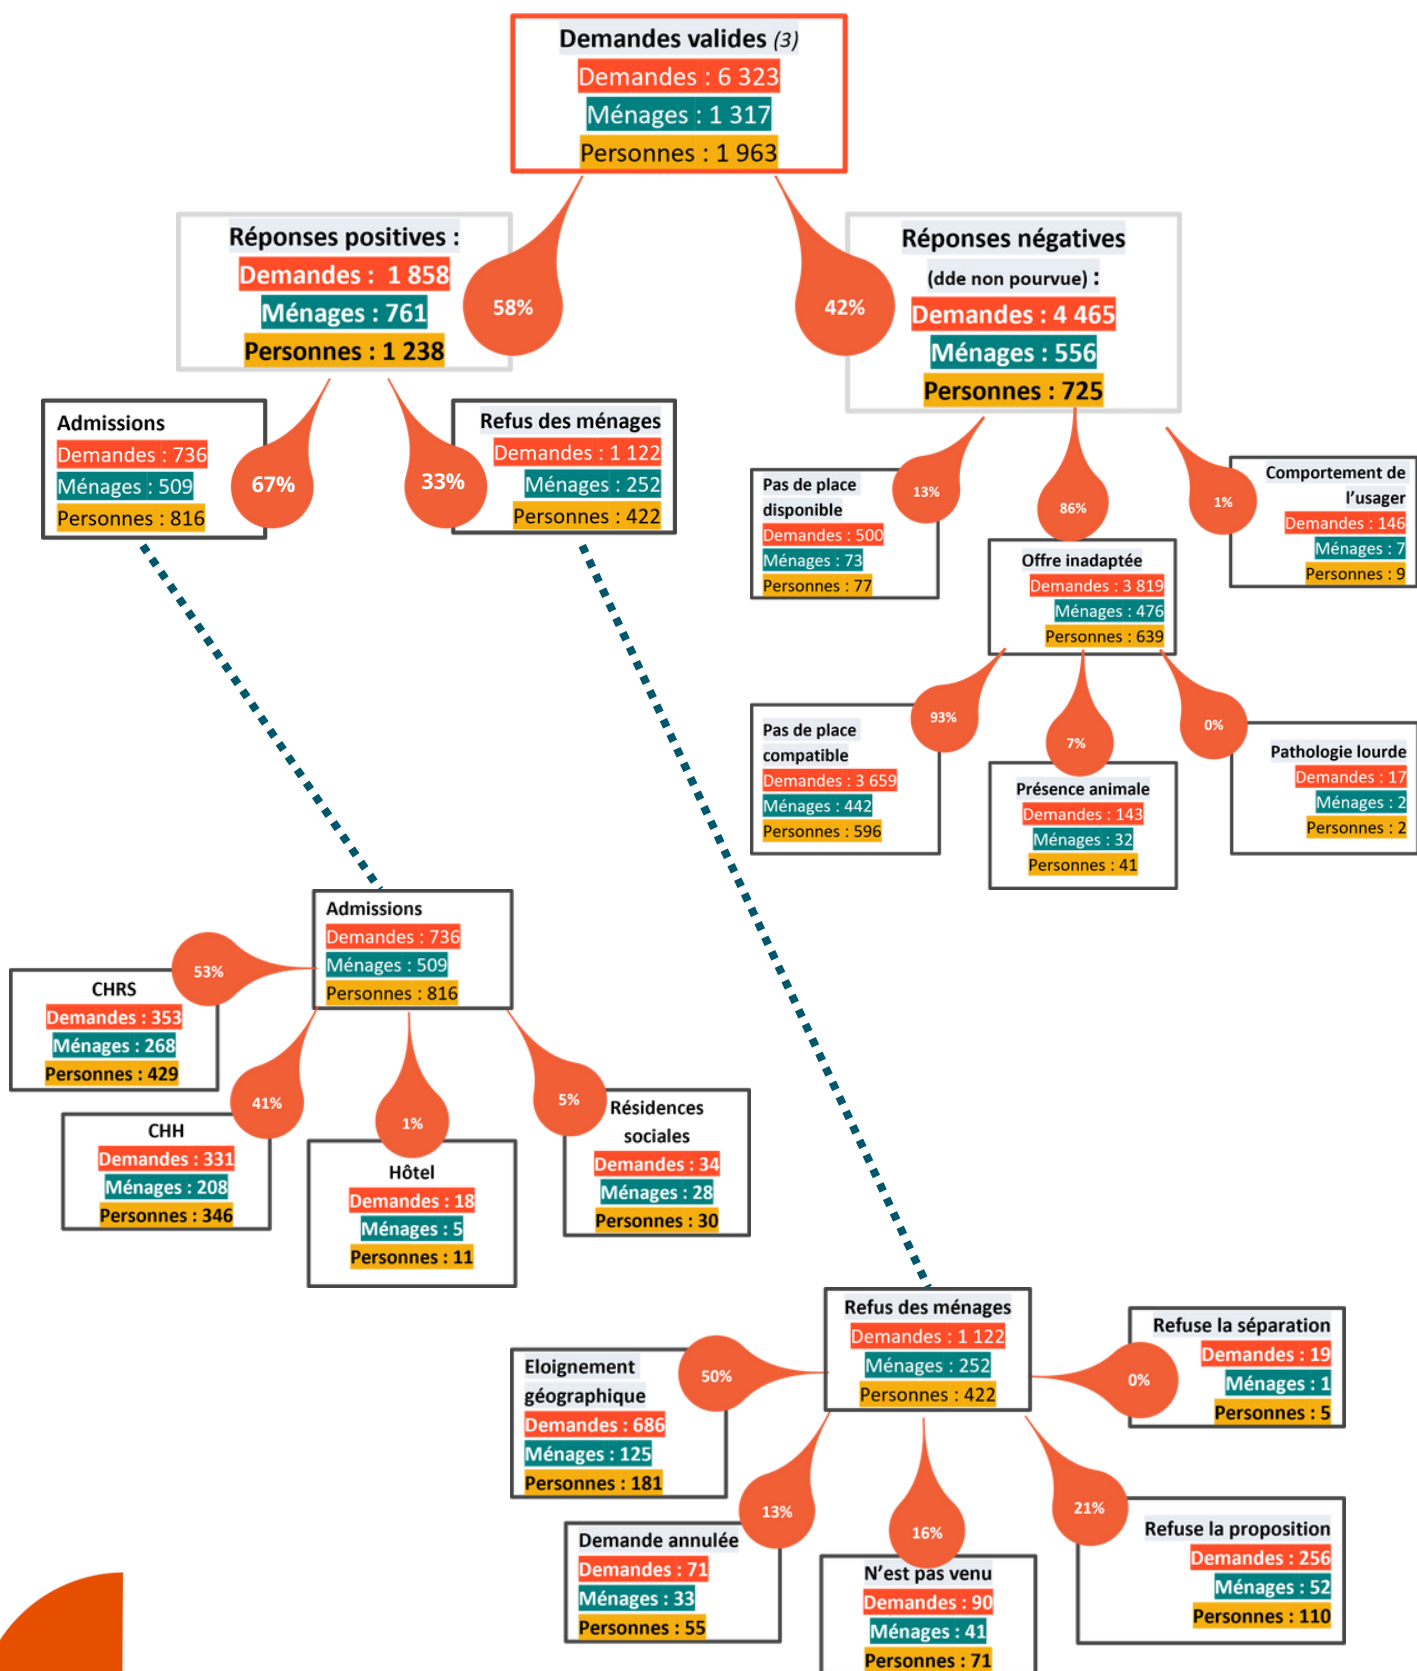 Demandes valides (3)
Demandes : 6 323
Ménages : 1 317
Personnes : 1 963
58%
42%
Réponses positives :
Demandes : 1 858
Ménages : 761
Personnes : 1 238
Réponses négatives
(dde non pourvue) :
Demandes : 4 465
Ménages : 556
Personnes : 725
67%
33%
Admissions
Demandes : 736
Ménages : 509
Personnes : 816
Refus des ménages
Demandes : 1 122
Ménages : 252
Personnes : 422
13%
86%
1%
Pas de place
disponible
Demandes : 500
Ménages : 73
Personnes : 77
Offre inadaptée
Demandes : 3 819
Ménages : 476
Personnes : 639
Comportement de
l'usager
Demandes : 146
Ménages : 7
Personnes : 9
93%
7%
0%
Pas de place
compatible
Demandes : 3 659
Ménages : 442
Personnes : 596
Présence animale
Demandes : 143
Ménages : 32
Personnes : 41
Pathologie lourde
Demandes : 17
Ménages : 2
Personnes : 2
Admissions
Demandes : 736
Ménages : 509
Personnes : 816
53%
CHRS
Demandes : 353
Ménages : 268
Personnes : 429
41%
CHH
Demandes : 331
Ménages : 208
Personnes : 346
1%
Hôtel
Demandes : 18
Ménages : 5
Personnes : 11
5%
Résidences
sociales
Demandes : 34
Ménages : 28
Personnes : 30
Refus des ménages
Demandes : 1 122
Ménages : 252
Personnes : 422
50%
Eloignement
géographique
Demandes : 686
Ménages : 125
Personnes : 181
0%
Refuse la séparation
Demandes : 19
Ménages : 1
Personnes : 5
13%
Demande annulée
Demandes : 71
Ménages : 33
Personnes : 55
16%
N'est pas venu
Demandes : 90
Ménages : 41
Personnes : 71
21%
Refuse la proposition
Demandes : 256
Ménages : 52
Personnes : 110